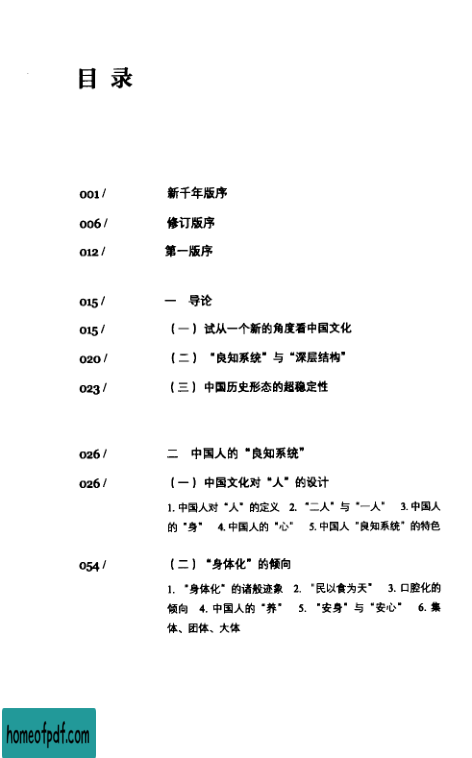 目录
001 / 新千年版序
006 / 修订版序
012 / 第一版序
015 / 一 导论
015 / （一）试从一个新的角度看中国文化
020 / （二）“良知系统”与“深层结构”
023 / （三）中国历史形态的超稳定性
026 / 二 中国人的“良知系统”
026 / （一）中国文化对“人”的设计
1. 中国人对“人”的定义 2. “二人”与“一人” 3. 中国人
的“身” 4. 中国人的“心” 5. 中国人“良知系统”的特色
054 / （二）“身体化”的倾向
1. “身体化”的诸般迹象 2. “民以食为天” 3. 口腔化的
倾向 4. 中国人的“养” 5. “安身”与“安心” 6. 集
体、团体、大体
homeofpdf.com